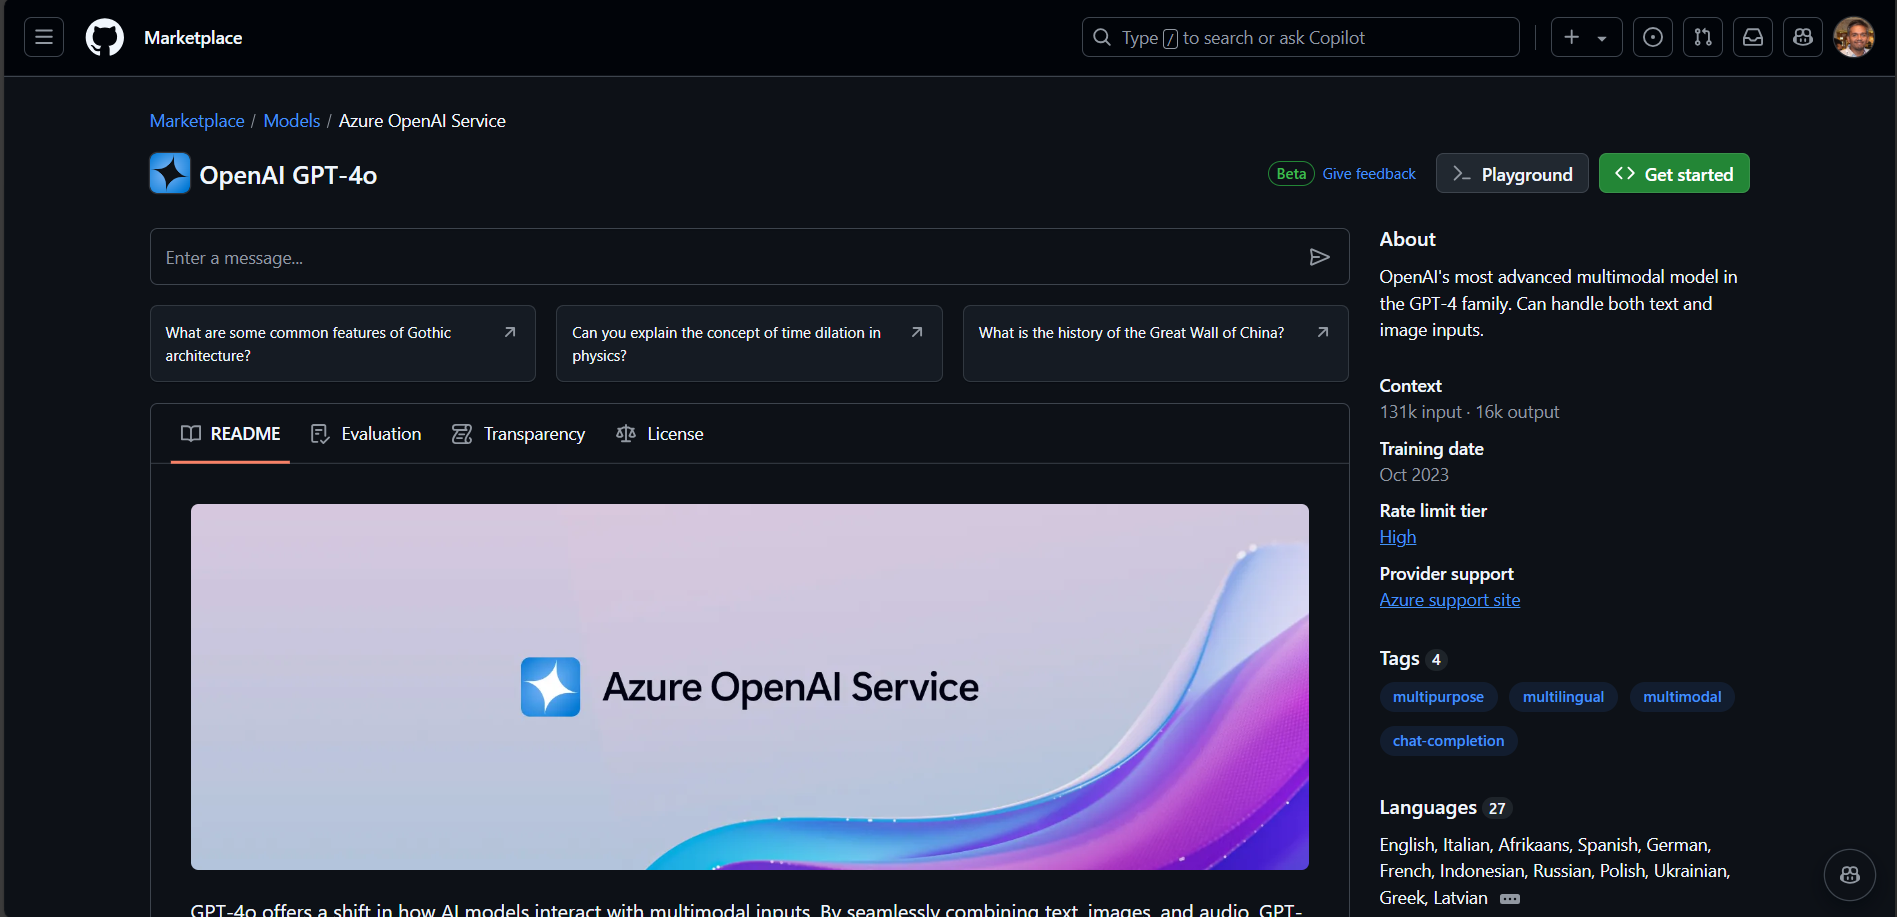 Marketplace
Type / to search or ask Copilot
Marketplace / Models / Azure OpenAI Service
OpenAI GPT-4o
Beta Give feedback
Playground
Get started
Enter a message...
What are some common features of Gothic
architecture?
Can you explain the concept of time dilation in
physics?
What is the history of the Great Wall of China?
README
Evaluation
Transparency
License
Azure OpenAI Service
GPT-4o offers a shift in how AI models interact with multimodal inputs. By seamlessly combining text, images, and audio, GPT-
About
OpenAI's most advanced multimodal model in
the GPT-4 family. Can handle both text and
image inputs.
Context
131k input · 16k output
Training date
Oct 2023
Rate limit tier
High
Provider support
Azure support site
Tags 4
multipurpose multilingual multimodal
chat-completion
Languages 27
English, Italian, Afrikaans, Spanish, German,
French, Indonesian, Russian, Polish, Ukrainian,
Greek, Latvian